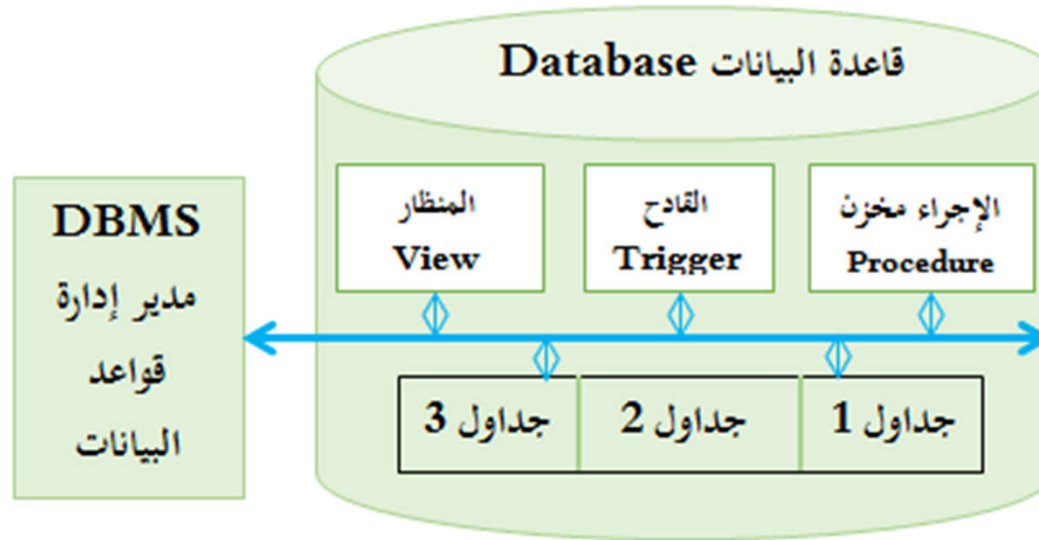 قاعدة البيانات Database
الإجراء مخزن
Procedure
القادح
Trigger
المنظار
View
جداول 1
جداول 2
جداول 3
DBMS
مدير إدارة
قواعد
البيانات